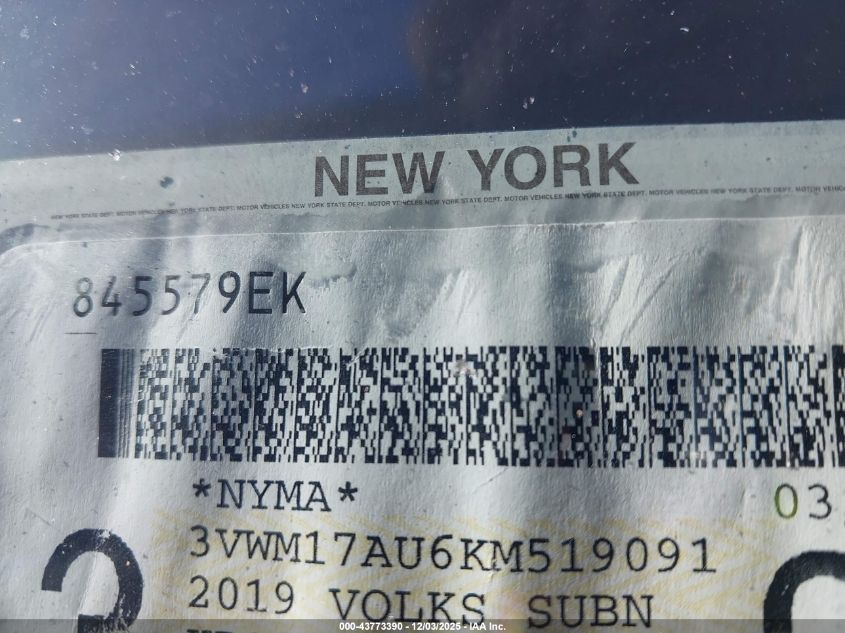 NEW YORK
NEW YORK STATE DEPT. MOTOR VEHICLES NEW YORK STATE DEPT. MOTOR VEHICLES NEW YORK STATE DEPT. MOTOR VEHICLES NEW YORK STATE DEPT. MOTOR VEHICLES NEW YORK STATE DEPT. MOTOR VEHICLES NEW YORK STATE DEPT. MOTOR VEHICLES
845579EK
*NYMA*
03
3VWM17AU6KM519091
2019 VOLKS SUBN
000-43773390 - 12/03/2025 - IAA Inc.